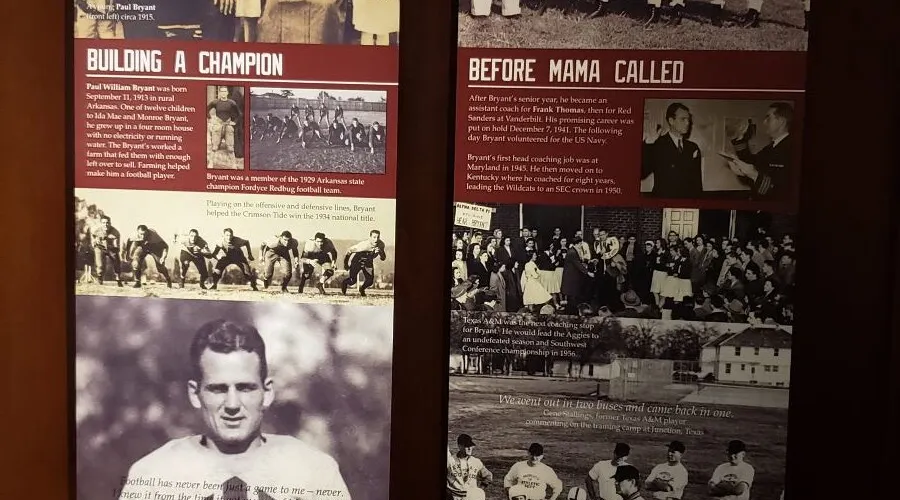 Paul Bryant
(front left) circa 1915.
BUILDING A CHAMPION
Paul William Bryant was born
September 11, 1913 in rural
Arkansas. One of twelve children
to Ida Mae and Monroe Bryant,
he grew up in a four room house
with no electricity or running
water. The Bryant's worked a
farm that fed them with enough
left over to sell. Farming helped
make him a football player.
Bryant was a member of the 1929 Arkansas state
champion Fordyce Redbug football team.
Playing on the offensive and defensive lines, Bryant
helped the Crimson Tide win the 1934 national title.
Football has never been just a game to me – never.
I knew it from the time it
BEFORE MAMA CALLED
After Bryant's senior year, he became an
assistant coach for Frank Thomas, then for Red
Sanders at Vanderbilt. His promising career was
put on hold December 7, 1941. The following
day Bryant volunteered for the US Navy.
Bryant's first head coaching job was at
Maryland in 1945. He then moved on to
Kentucky where he coached for eight years,
leading the Wildcats to an SEC crown in 1950.
ALPHA DELTA PI
BEAR BRYANT
Texas A&M was the next coaching stop
for Bryant. He would lead the Aggies to
an undefeated season and Southwest
Conference championship in 1956.
We went out in two buses and came back in one.
Gene Stallings, former Texas A&M player,
commenting on the training camp at Junction, Texas